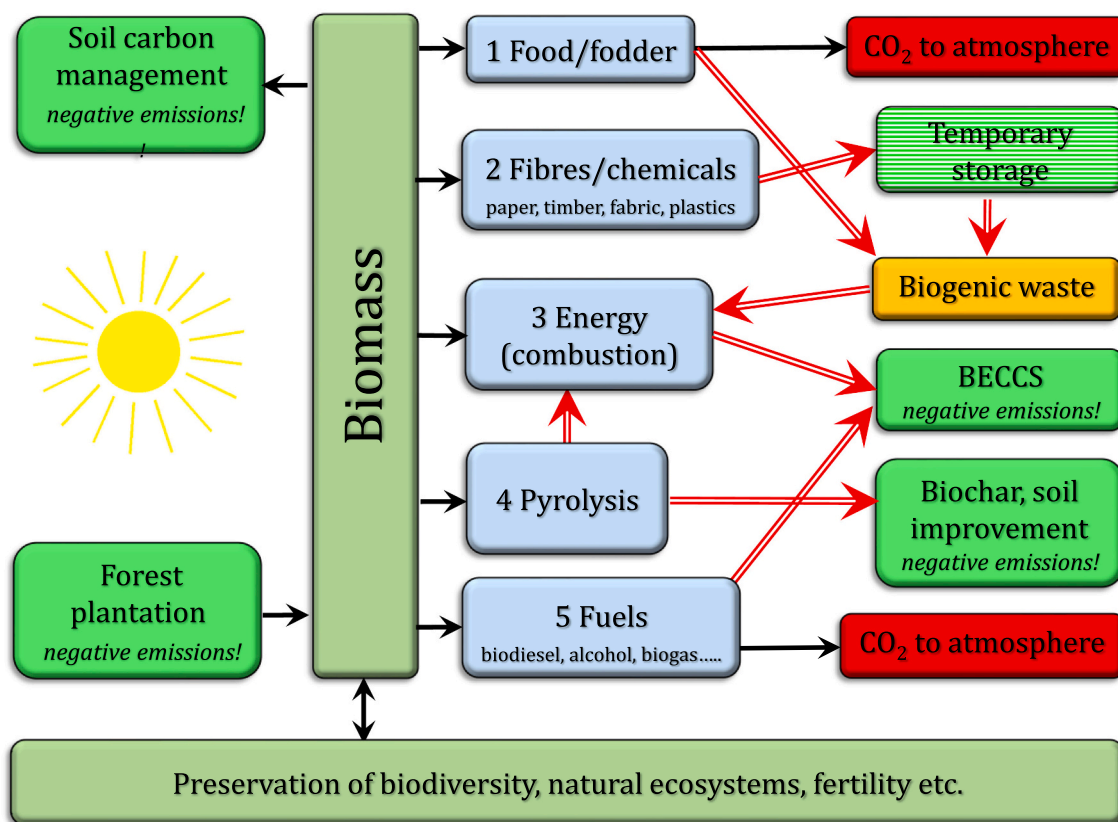 Soil carbon
management
negative emissions!
!
Biomass
1 Food/fodder
CO₂ to atmosphere
2 Fibres/chemicals
paper, timber, fabric, plastics
Temporary
storage
Biogenic waste
3 Energy
(combustion)
BECCS
negative emissions!
4 Pyrolysis
Biochar, soil
improvement
negative emissions!
Forest
plantation
negative emissions!
5 Fuels
biodiesel, alcohol, biogas.....
CO₂ to atmosphere
Preservation of biodiversity, natural ecosystems, fertility etc.